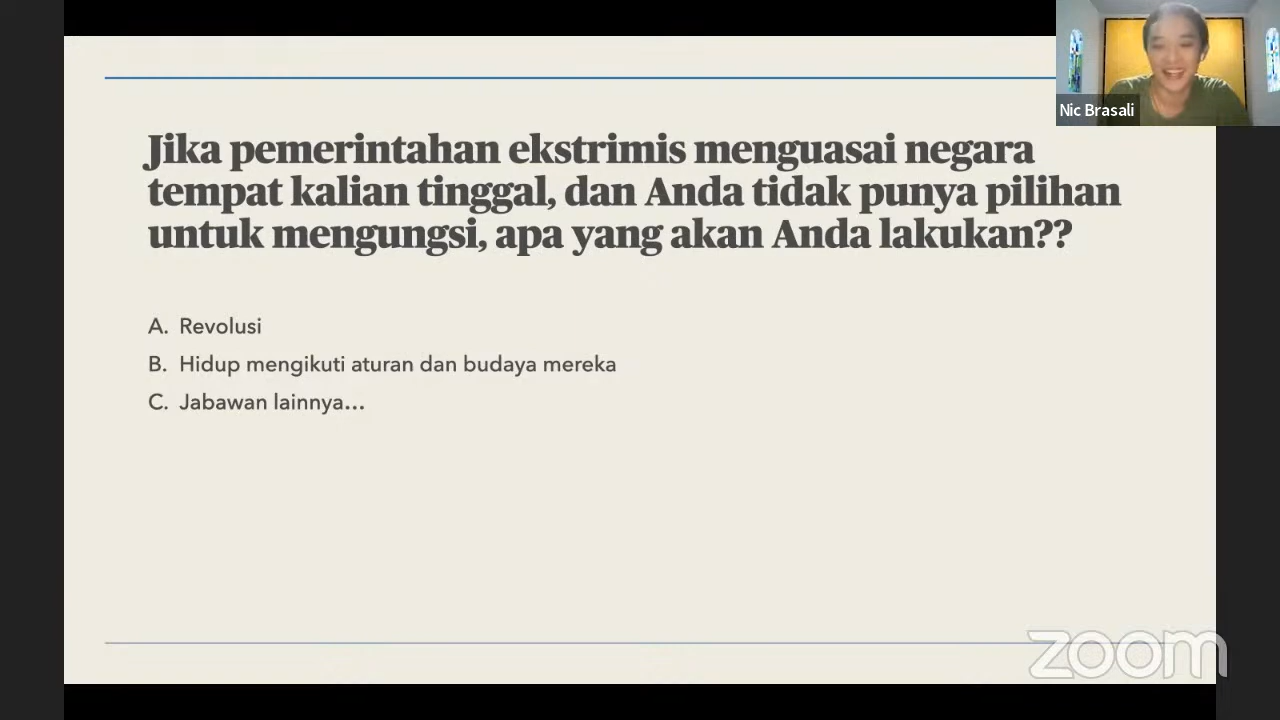 Nic Brasali
Jika pemerintahan ekstrimis menguasai negara
tempat kalian tinggal, dan Anda tidak punya pilihan
untuk mengungsi, apa yang akan Anda lakukan??
A. Revolusi
B. Hidup mengikuti aturan dan budaya mereka
C. Jabawan lainnya...
zoom